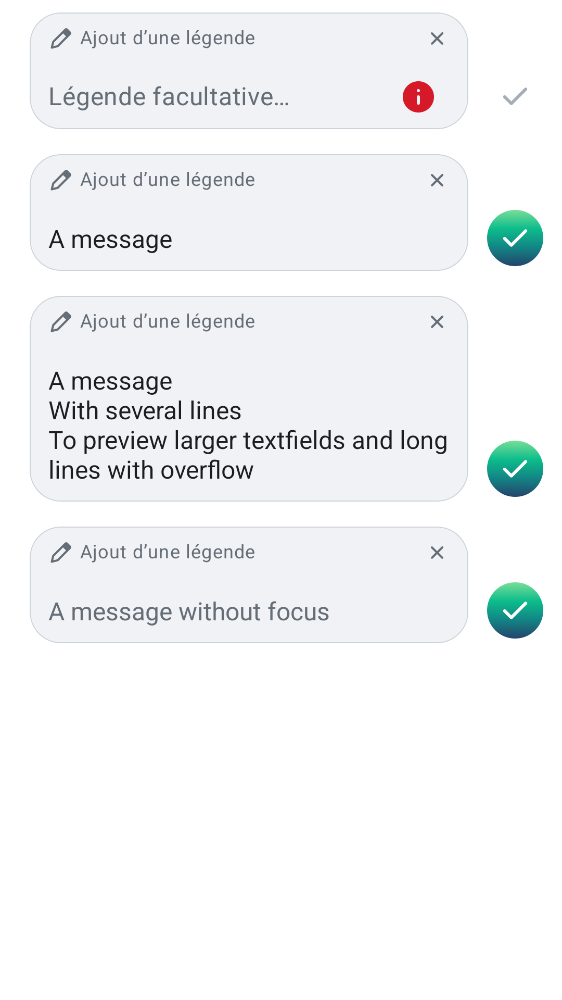 Ajout d’une légende
Légende facultative…
Ajout d’une légende
A message
Ajout d’une légende
A message
With several lines
To preview larger textfields and long
lines with overflow
Ajout d’une légende
A message without focus